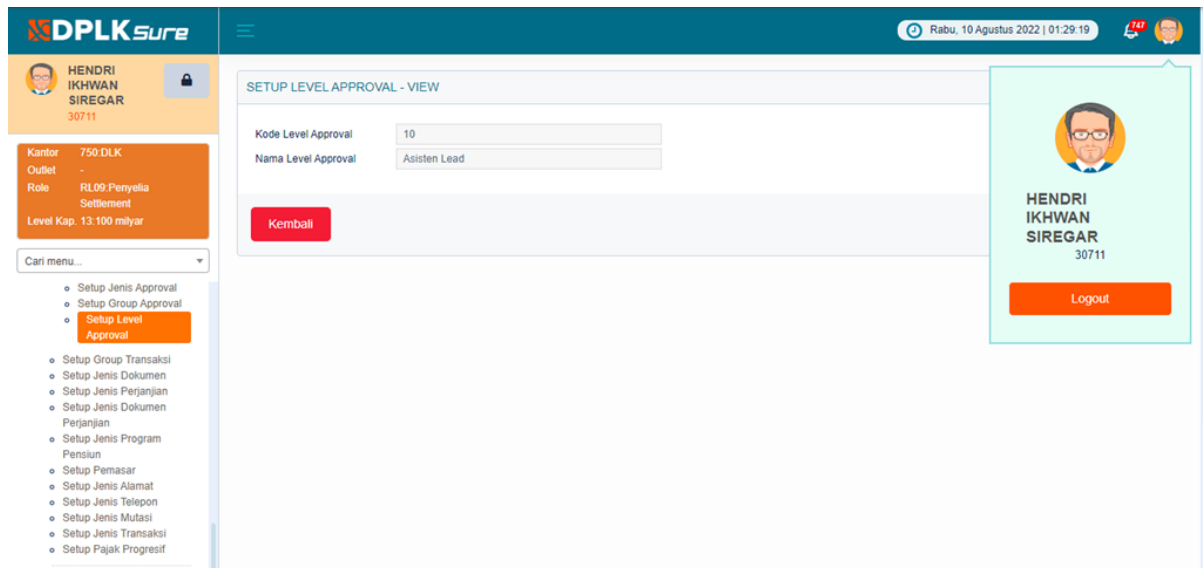 DPLKSure
Rabu, 10 Agustus 2022 | 01:29:19
747
HENDRI
IKHWAN
SIREGAR
30711
Kantor 750:DLK
Outlet -
Role RL09:Penyelia
Settlement
Level Kap. 13:100 milyar
Cari menu...
Setup Jenis Approval
Setup Group Approval
Setup Level
Approval
Setup Group Transaksi
Setup Jenis Dokumen
Setup Jenis Perjanjian
Setup Jenis Dokumen
Perjanjian
Setup Jenis Program
Pensiun
Setup Pemasar
Setup Jenis Alamat
Setup Jenis Telepon
Setup Jenis Mutasi
Setup Jenis Transaksi
Setup Pajak Progresif
SETUP LEVEL APPROVAL - VIEW
Kode Level Approval 10
Nama Level Approval Asisten Lead
Kembali
HENDRI
IKHWAN
SIREGAR
30711
Logout